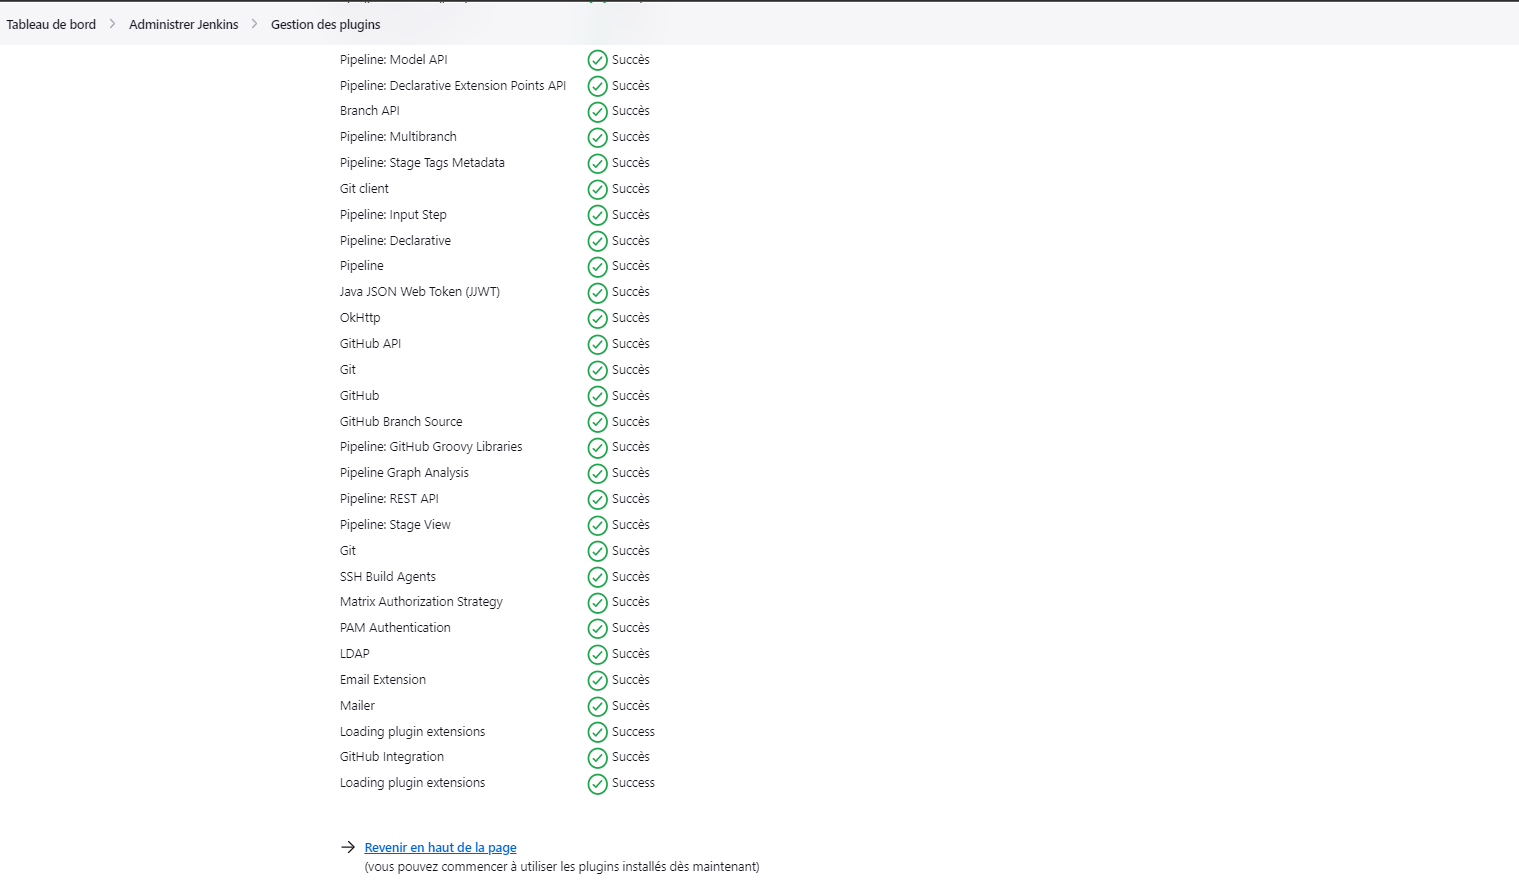 Tableau de bord > Administrer Jenkins > Gestion des plugins
Pipeline: Model API Succès
Pipeline: Declarative Extension Points API Succès
Branch API Succès
Pipeline: Multibranch Succès
Pipeline: Stage Tags Metadata Succès
Git client Succès
Pipeline: Input Step Succès
Pipeline: Declarative Succès
Pipeline Succès
Java JSON Web Token (JJWT) Succès
OkHttp Succès
GitHub API Succès
Git Succès
GitHub Succès
GitHub Branch Source Succès
Pipeline: GitHub Groovy Libraries Succès
Pipeline Graph Analysis Succès
Pipeline: REST API Succès
Pipeline: Stage View Succès
Git Succès
SSH Build Agents Succès
Matrix Authorization Strategy Succès
PAM Authentication Succès
LDAP Succès
Email Extension Succès
Mailer Succès
Loading plugin extensions Success
GitHub Integration Succès
Loading plugin extensions Success
→ Revenir en haut de la page
(vous pouvez commencer à utiliser les plugins installés dès maintenant)